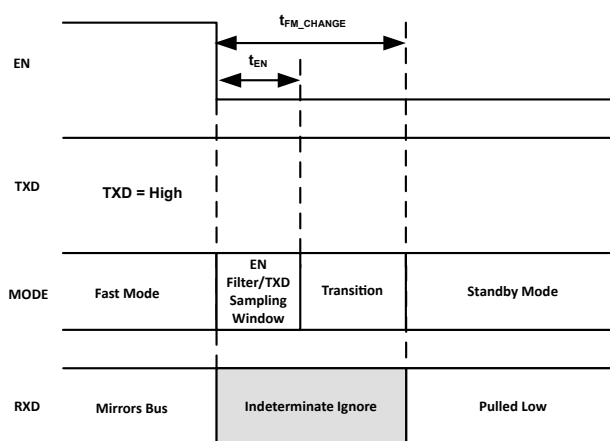 tFM_CHANGE
tEN
EN
TXD
TXD = High
MODE
Fast Mode
EN
Filter/TXD
Sampling
Window
Transition
Standby Mode
RXD
Mirrors Bus
Indeterminate Ignore
Pulled Low